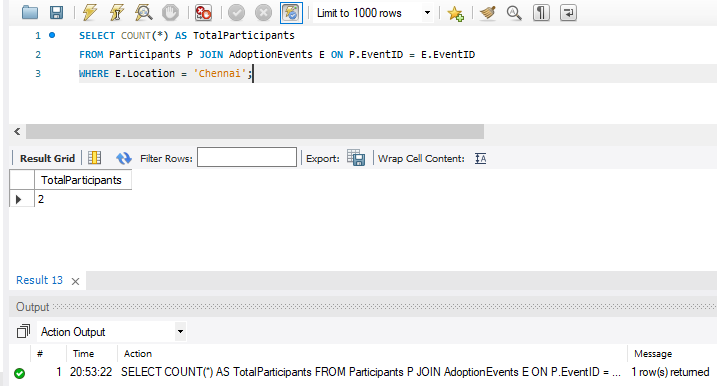 Limit to 1000 rows
1 SELECT COUNT(*) AS TotalParticipants
2 FROM Participants P JOIN AdoptionEvents E ON P.EventID = E.EventID
3 WHERE E.Location = 'Chennai';
Result Grid Filter Rows: Export: Wrap Cell Content: IA
TotalParticipants
2
Result 13 ×
Output
Action Output
# Time Action Message
1 20:53:22 SELECT COUNT(*) AS TotalParticipants FROM Participants P JOIN AdoptionEvents E ON P.EventID = ... 1 row(s) returned